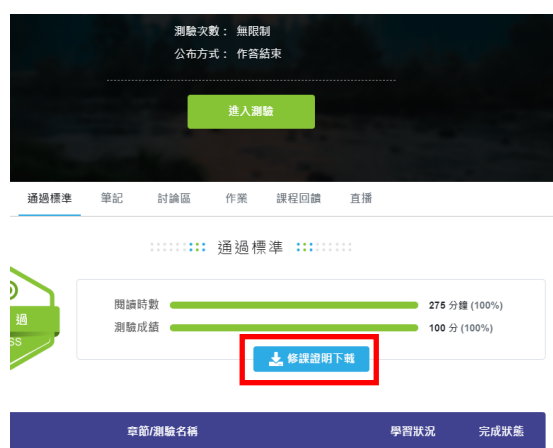 測驗次數： 無限制
公布方式： 作答結束
進入測驗
通過標準 筆記 討論區 作業 課程回饋 直播
通過標準
過
SS
閱讀時數 275 分鐘 (100%)
測驗成績 100 分 (100%)
修課證明下載
章節/測驗名稱 學習狀況 完成狀態